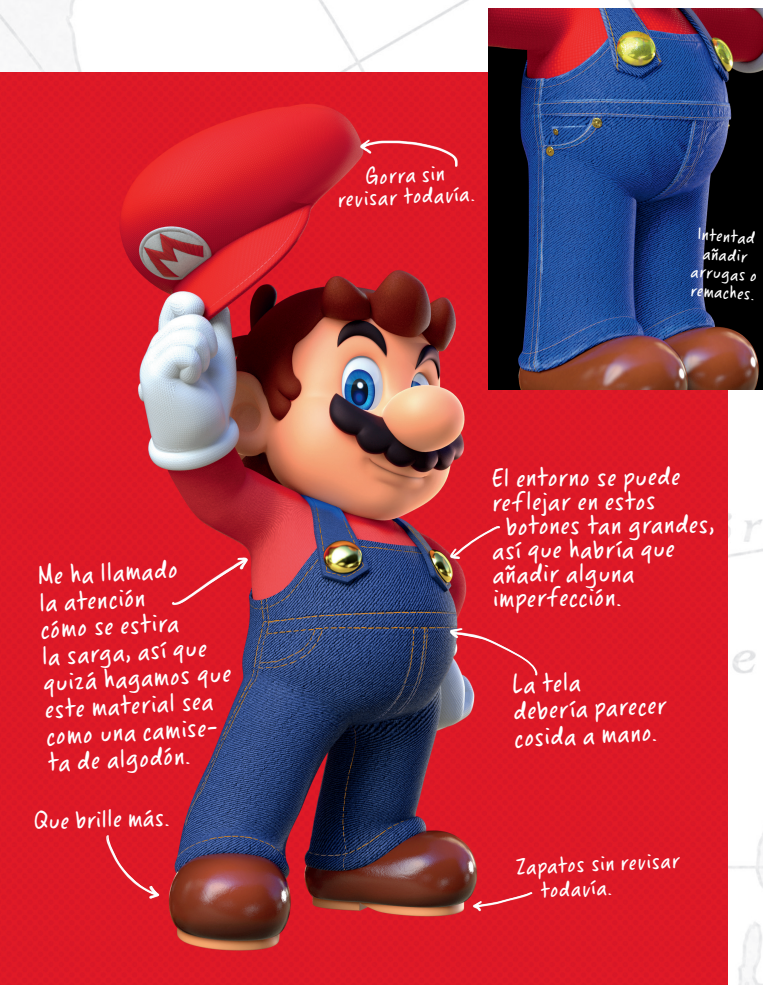 Gorra sin
revisar todavía.
Intentad
añadir
arrugas o
remaches.
M
El entorno se puede
reflejar en estos
botones tan grandes,
así que habría que
añadir alguna
imperfección.
Me ha llamado
la atención
cómo se estira
la sarga, así que
quizá hagamos que
este material sea
como una camise-
ta de algodón.
La tela
debería parecer
cosida a mano.
Que brille más.
Zapatos sin revisar
todavía.